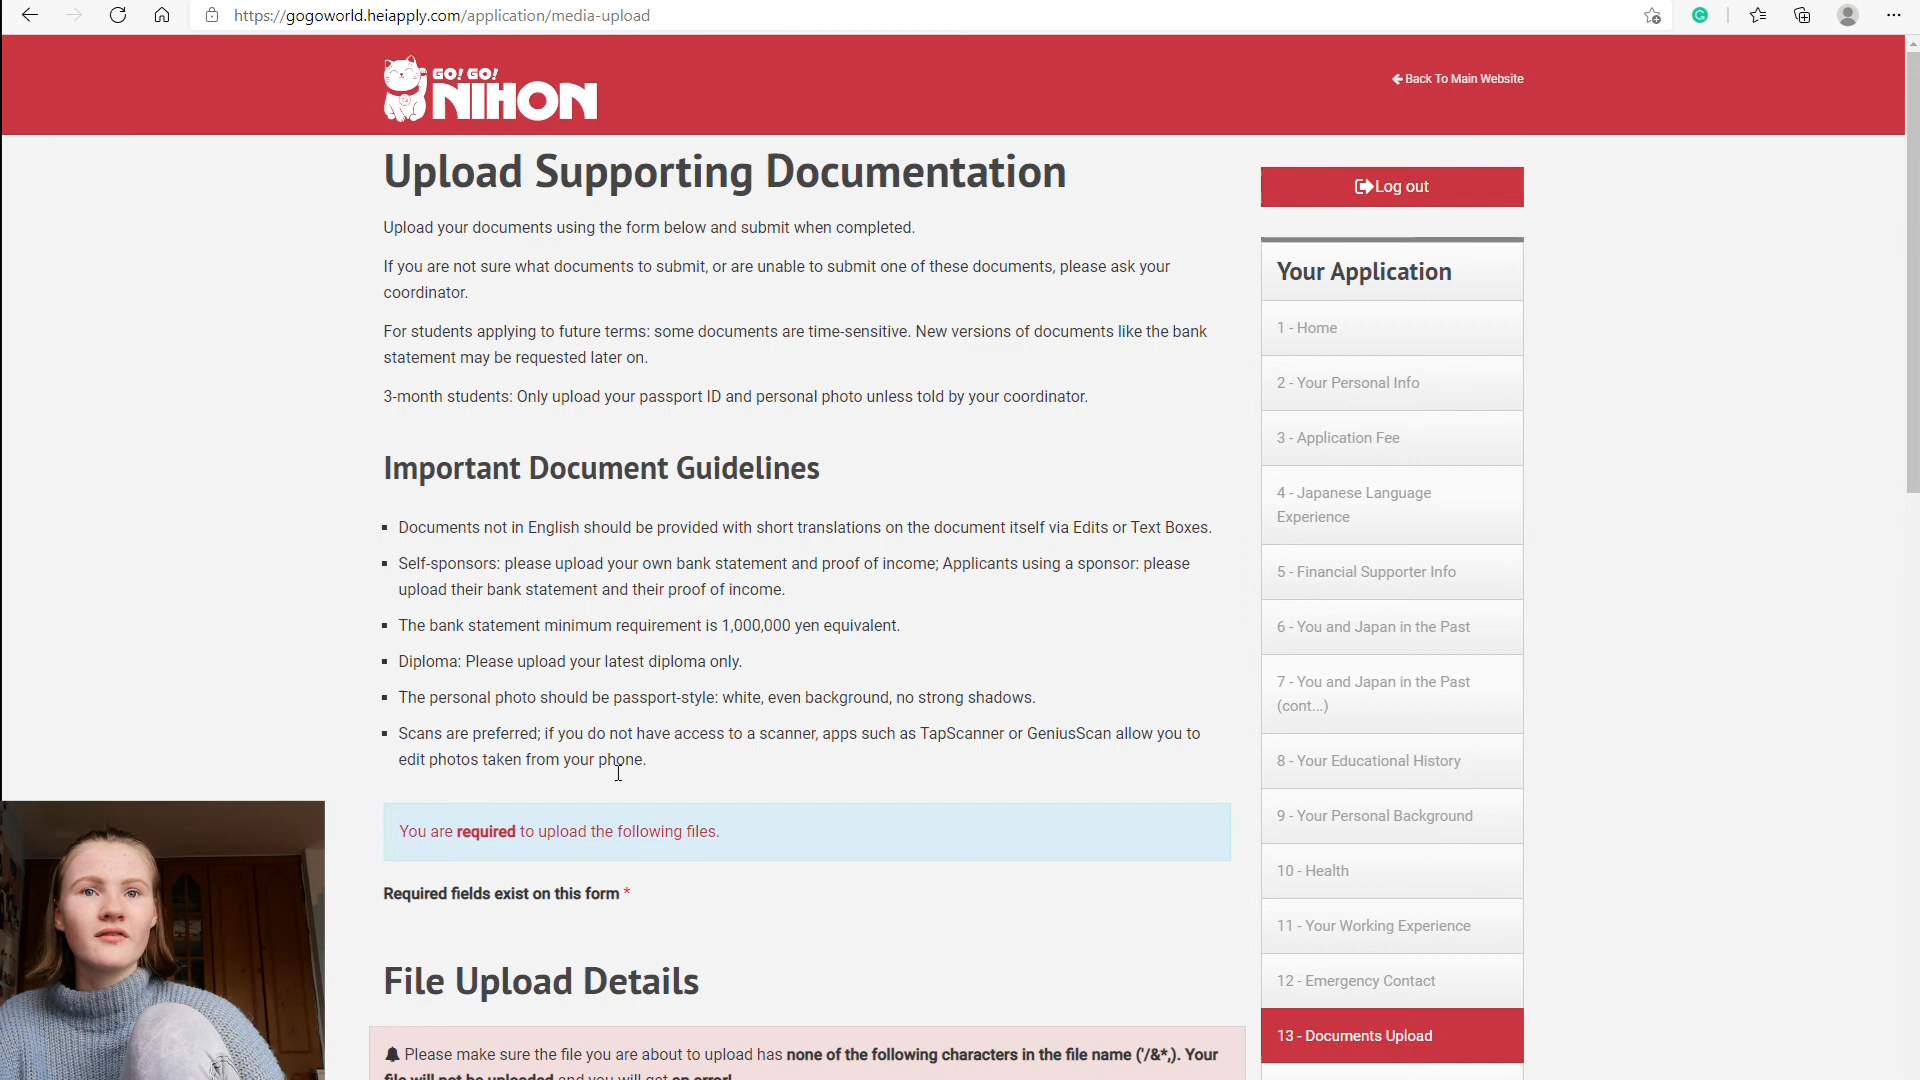 https://gogoworld.heiapply.com/application/media-upload
GO! GO!
NIHON
Back To Main Website
Upload Supporting Documentation
Log out
Upload your documents using the form below and submit when completed.
If you are not sure what documents to submit, or are unable to submit one of these documents, please ask your
coordinator.
For students applying to future terms: some documents are time-sensitive. New versions of documents like the bank
statement may be requested later on.
3-month students: Only upload your passport ID and personal photo unless told by your coordinator.
Important Document Guidelines
Documents not in English should be provided with short translations on the document itself via Edits or Text Boxes.
Self-sponsors: please upload your own bank statement and proof of income; Applicants using a sponsor: please
upload their bank statement and their proof of income.
The bank statement minimum requirement is 1,000,000 yen equivalent.
Diploma: Please upload your latest diploma only.
The personal photo should be passport-style: white, even background, no strong shadows.
Scans are preferred; if you do not have access to a scanner, apps such as TapScanner or GeniusScan allow you to
edit photos taken from your phone.
You are required to upload the following files.
Required fields exist on this form *
File Upload Details
Please make sure the file you are about to upload has none of the following characters in the file name ('/&*,). Your
file will not be uploaded and you will get an error!
Your Application
1 - Home
2 - Your Personal Info
3 - Application Fee
4 - Japanese Language
Experience
5 - Financial Supporter Info
6 - You and Japan in the Past
7 - You and Japan in the Past
(cont...)
8 - Your Educational History
9 - Your Personal Background
10 - Health
11 - Your Working Experience
12 - Emergency Contact
13 - Documents Upload